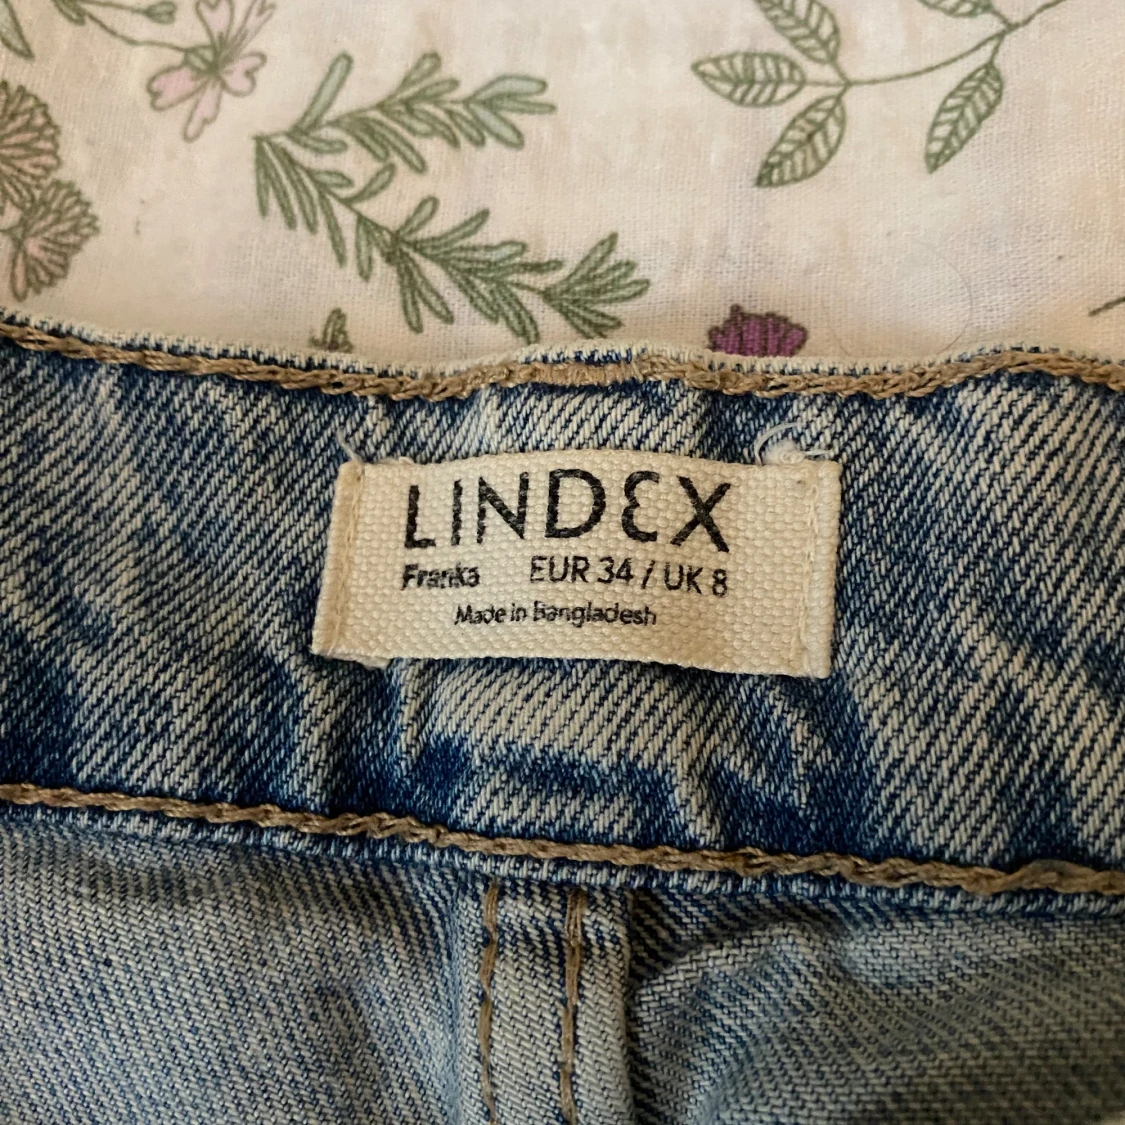 LINDEX
Franka EUR 34 / UK 8
Made in Bangladesh